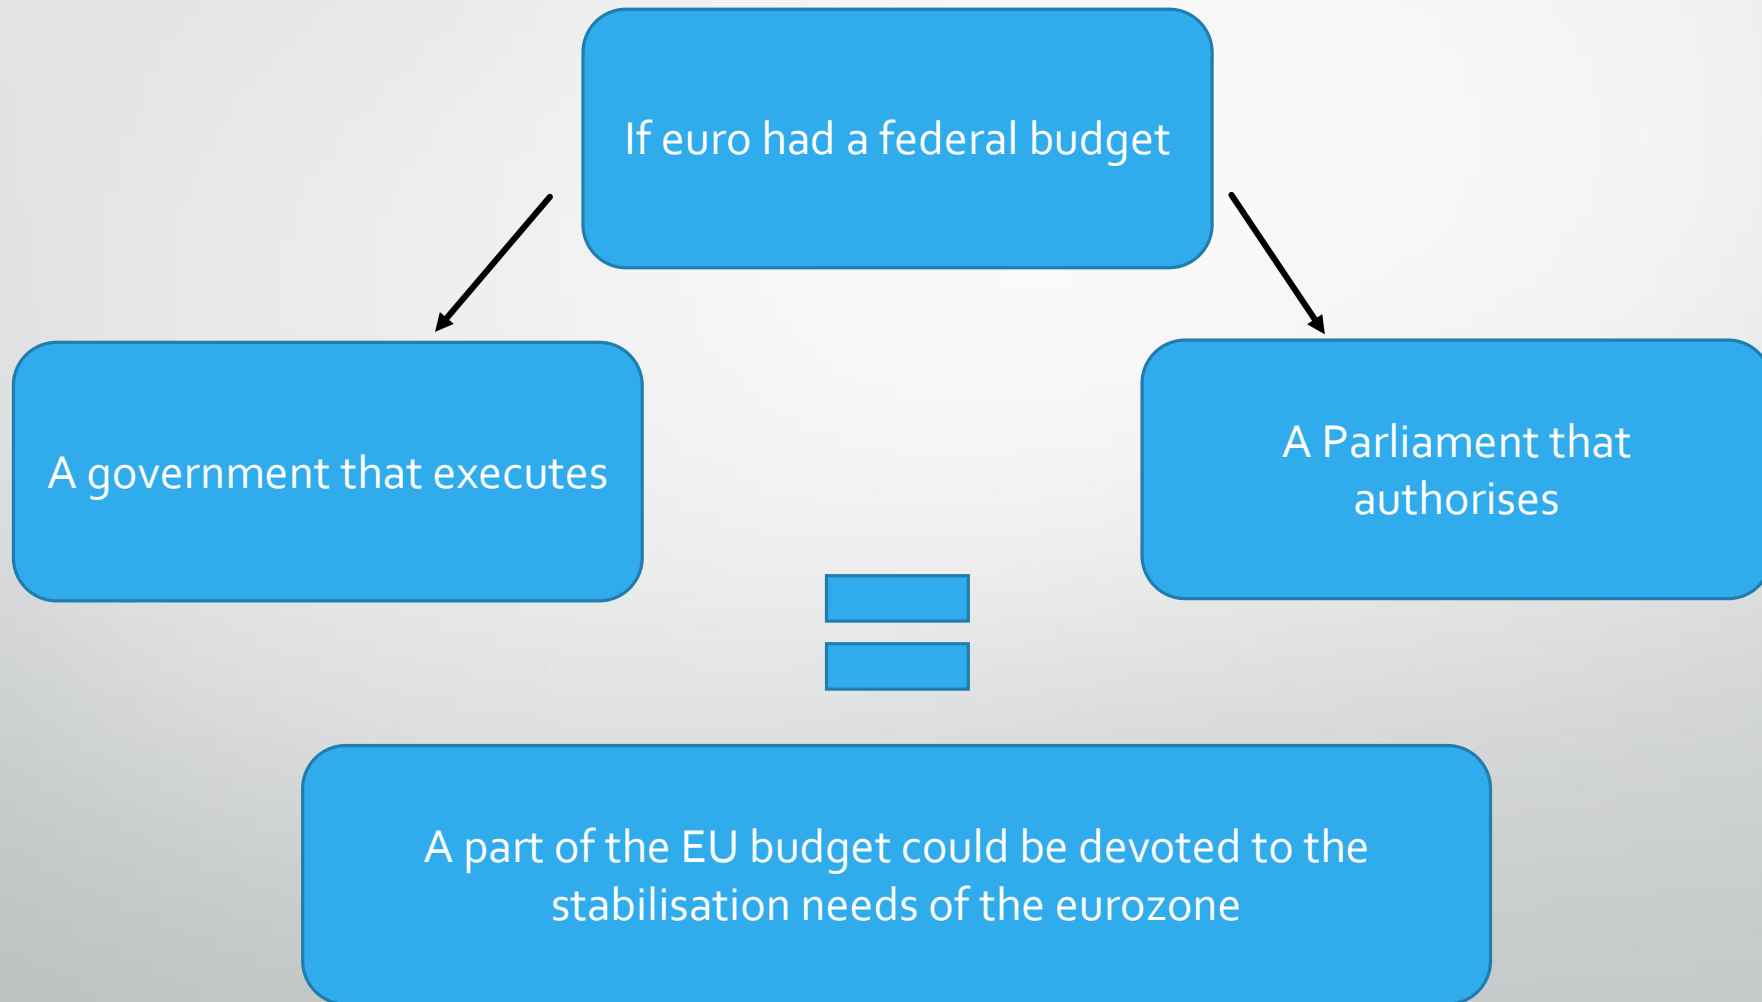 If euro had a federal budget
A government that executes
A Parliament that
authorises
A part of the EU budget could be devoted to the
stabilisation needs of the eurozone